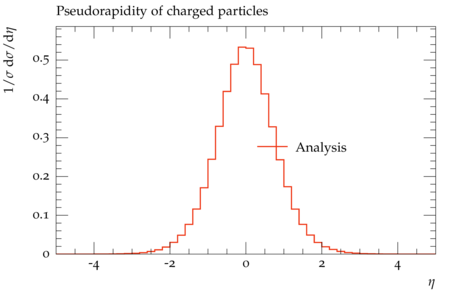 Pseudorapidity of charged particles
1/σ dσ/dη
0.5
0.4
0.3
0.2
0.1
0
Analysis
-4 -2 0 2 4
η